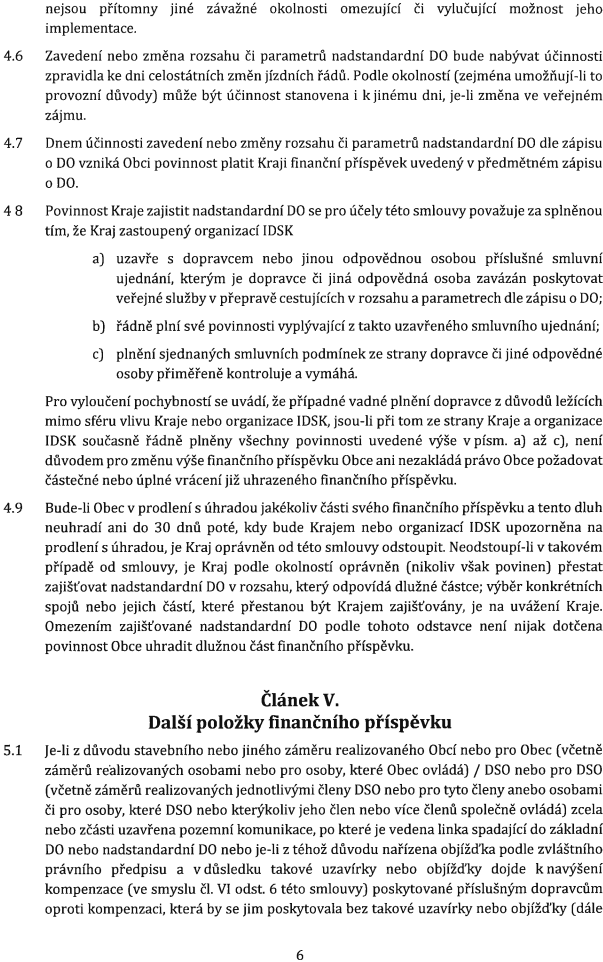 nejsou přítomny jiné závažné okolnosti omezující či vylučující možnost jeho
implementace.
4.6 Zavedení nebo změna rozsahu či parametrů nadstandardní DO bude nabývat účinnosti
zpravidla ke dni celostátních změn jízdních řádů. Podle okolností (zejména umožňují-li to
provozní důvody) může být účinnost stanovena i k jinému dni, je-li změna ve veřejném
zájmu.
4.7 Dnem účinnosti zavedení nebo změny rozsahu či parametrů nadstandardní DO dle zápisu
o DO vzniká Obci povinnost platit Kraji finanční příspěvek uvedený v předmětném zápisu
o DO.
4 8 Povinnost Kraje zajistit nadstandardní DO se pro účely této smlouvy považuje za splněnou
tím, že Kraj zastoupený organizací IDSK
a) uzavře s dopravcem nebo jinou odpovědnou osobou příslušné smluvní
ujednání, kterým je dopravce či jiná odpovědná osoba zavázán poskytovat
veřejné služby v přepravě cestujících v rozsahu a parametrech dle zápisu o DO;
b) řádně plní své povinnosti vyplývající z takto uzavřeného smluvního ujednání;
c) plnění sjednaných smluvních podmínek ze strany dopravce či jiné odpovědné
osoby přiměřeně kontroluje a vymáhá.
Pro vyloučení pochybností se uvádí, že případné vadné plnění dopravce z důvodů ležících
mimo sféru vlivu Kraje nebo organizace IDSK, jsou-li při tom ze strany Kraje a organizace
IDSK současně řádně plněny všechny povinnosti uvedené výše v písm. a) až c), není
důvodem pro změnu výše finančního příspěvku Obce ani nezakládá právo Obce požadovat
částečné nebo úplné vrácení již uhrazeného finančního příspěvku.
4.9 Bude-li Obec v prodlení s úhradou jakékoliv části svého finančního příspěvku a tento dluh
neuhradí ani do 30 dnů poté, kdy bude Krajem nebo organizací IDSK upozorněna na
prodlení s úhradou, je Kraj oprávněn od této smlouvy odstoupit. Neodstoupí-li v takovém
případě od smlouvy, je Kraj podle okolností oprávněn (nikoliv však povinen) přestat
zajišťovat nadstandardní DO v rozsahu, který odpovídá dlužné částce; výběr konkrétních
spojů nebo jejich částí, které přestanou být Krajem zajišťovány, je na uvážení Kraje.
Omezením zajišťované nadstandardní DO podle tohoto odstavce není nijak dotčena
povinnost Obce uhradit dlužnou část finančního příspěvku.
Článek V.
Další položky finančního příspěvku
5.1 Je-li z důvodu stavebního nebo jiného záměru realizovaného Obcí nebo pro Obec (včetně
záměrů realizovaných osobami nebo pro osoby, které Obec ovládá) / DSO nebo pro DSO
(včetně záměrů realizovaných jednotlivými členy DSO nebo pro tyto členy anebo osobami
či pro osoby, které DSO nebo kterýkoliv jeho člen nebo více členů společně ovládá) zcela
nebo zčásti uzavřena pozemní komunikace, po které je vedena linka spadající do základní
DO nebo nadstandardní DO nebo je-li z téhož důvodu nařízena objížďka podle zvláštního
právního předpisu a v důsledku takové uzavírky nebo objížďky dojde k navýšení
kompenzace (ve smyslu čl. VI odst. 6 této smlouvy) poskytované příslušným dopravcům
oproti kompenzaci, která by se jim poskytovala bez takové uzavírky nebo objížďky (dále
6